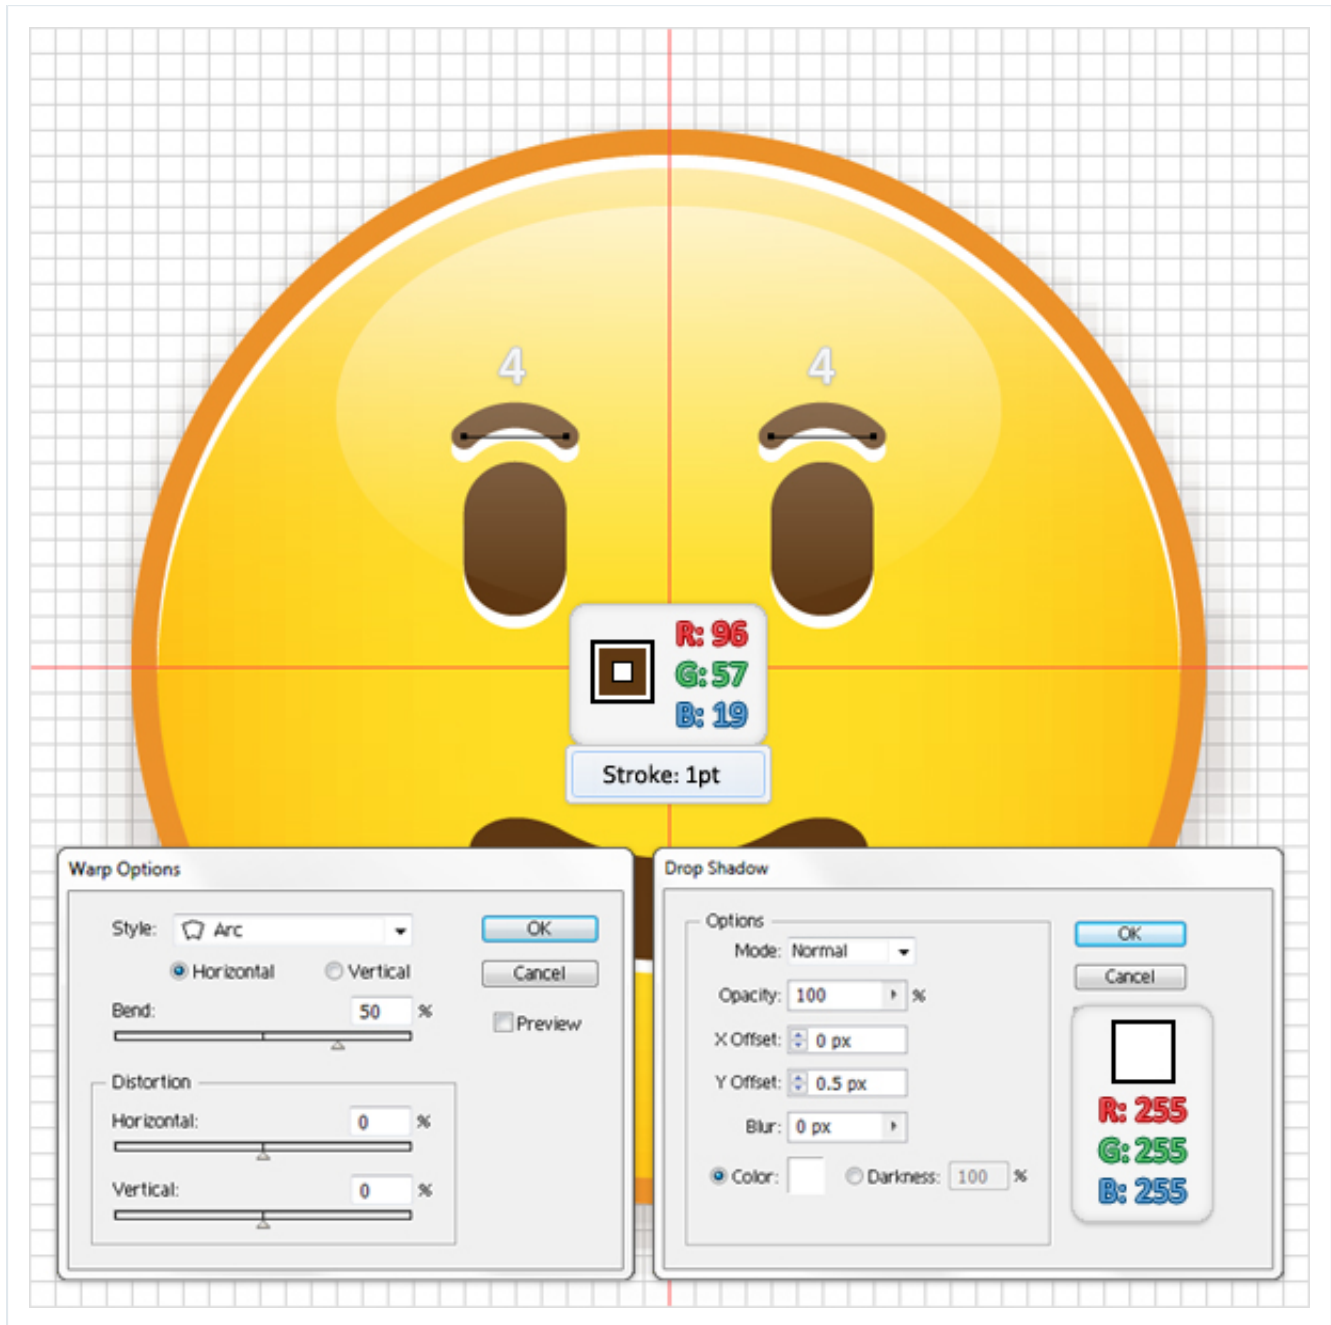 4 4
R: 96
G: 57
B: 19
Stroke: 1pt
Warp Options
Style: Arc
Horizontal Vertical
Bend: 50 %
Distortion
Horizontal: 0 %
Vertical: 0 %
OK
Cancel
Preview
Drop Shadow
Options
Mode: Normal
Opacity: 100 %
X Offset: 0 px
Y Offset: 0.5 px
Blur: 0 px
Color: Darkness: 100 %
OK
Cancel
R: 255
G: 255
B: 255